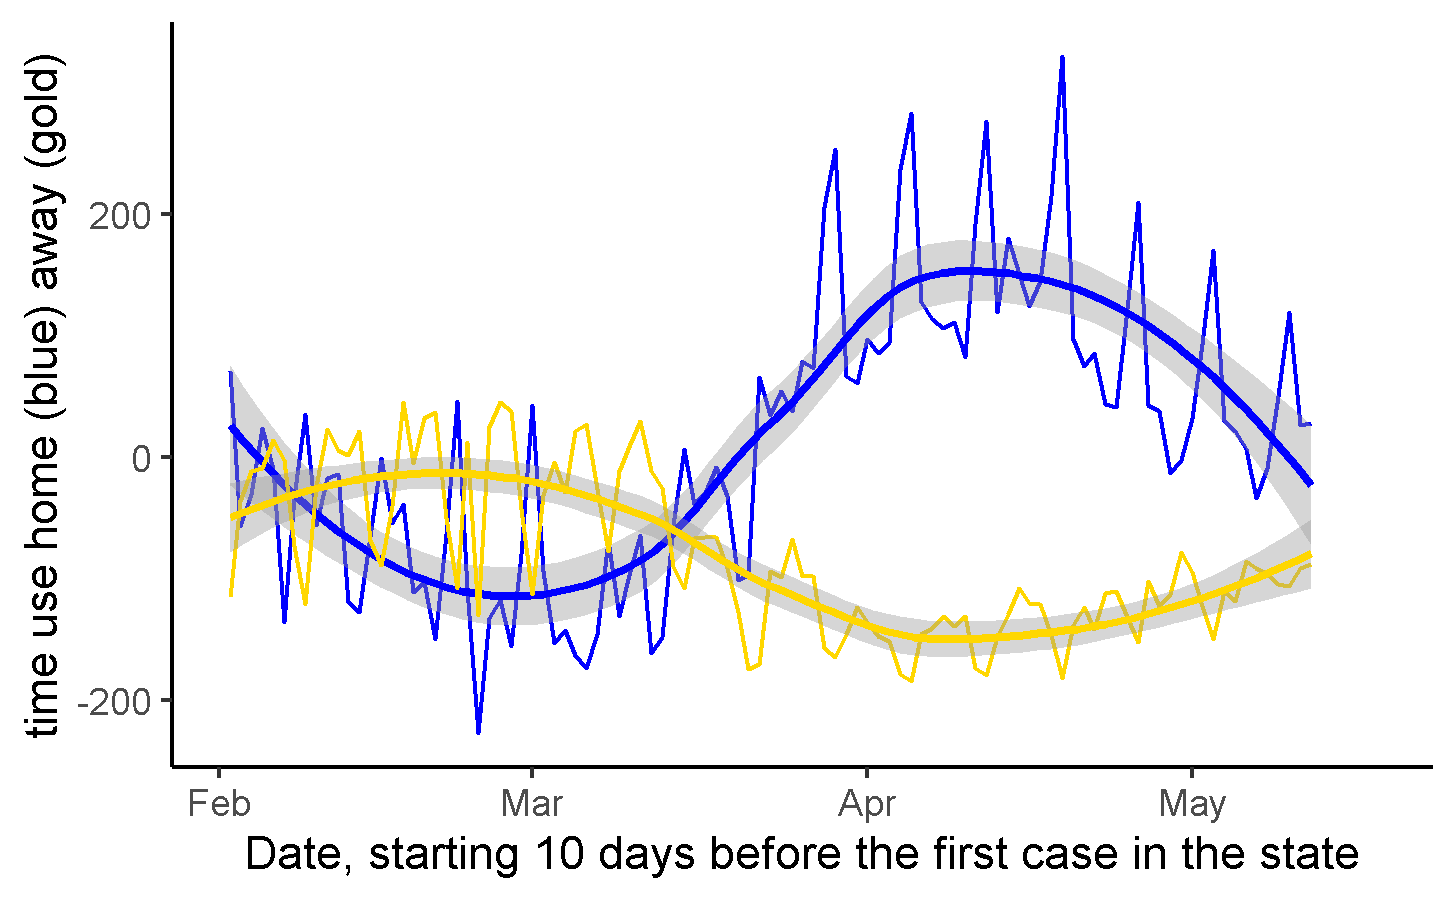 time use home (blue) away (gold)
200
0
-200
Feb
Mar
Apr
May
Date, starting 10 days before the first case in the state